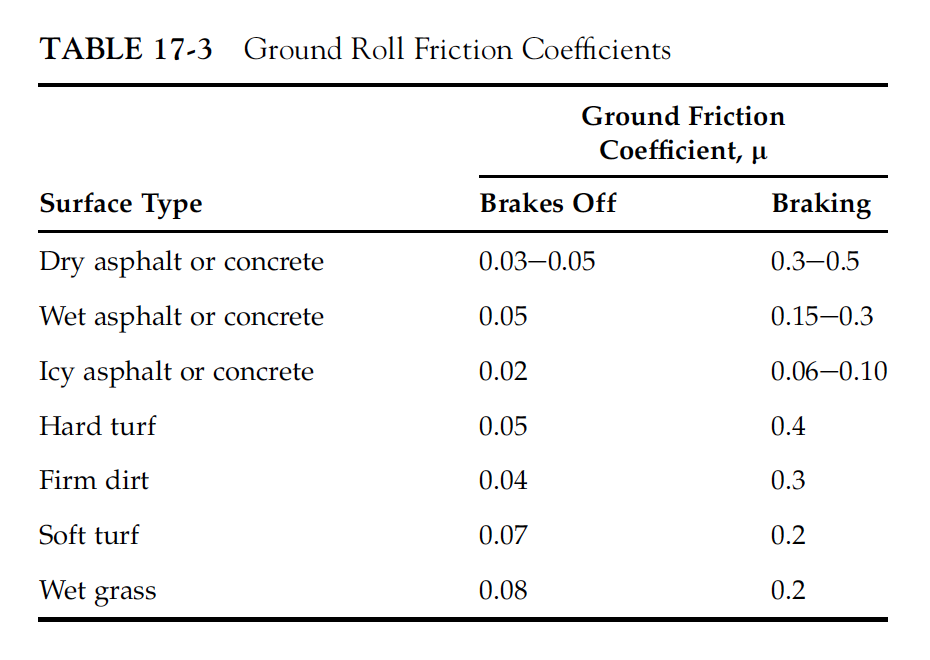 TABLE 17-3 Ground Roll Friction Coefficients
Ground Friction
Coefficient, μ
Surface Type Brakes Off Braking
Dry asphalt or concrete 0.03–0.05 0.3–0.5
Wet asphalt or concrete 0.05 0.15–0.3
Icy asphalt or concrete 0.02 0.06–0.10
Hard turf 0.05 0.4
Firm dirt 0.04 0.3
Soft turf 0.07 0.2
Wet grass 0.08 0.2